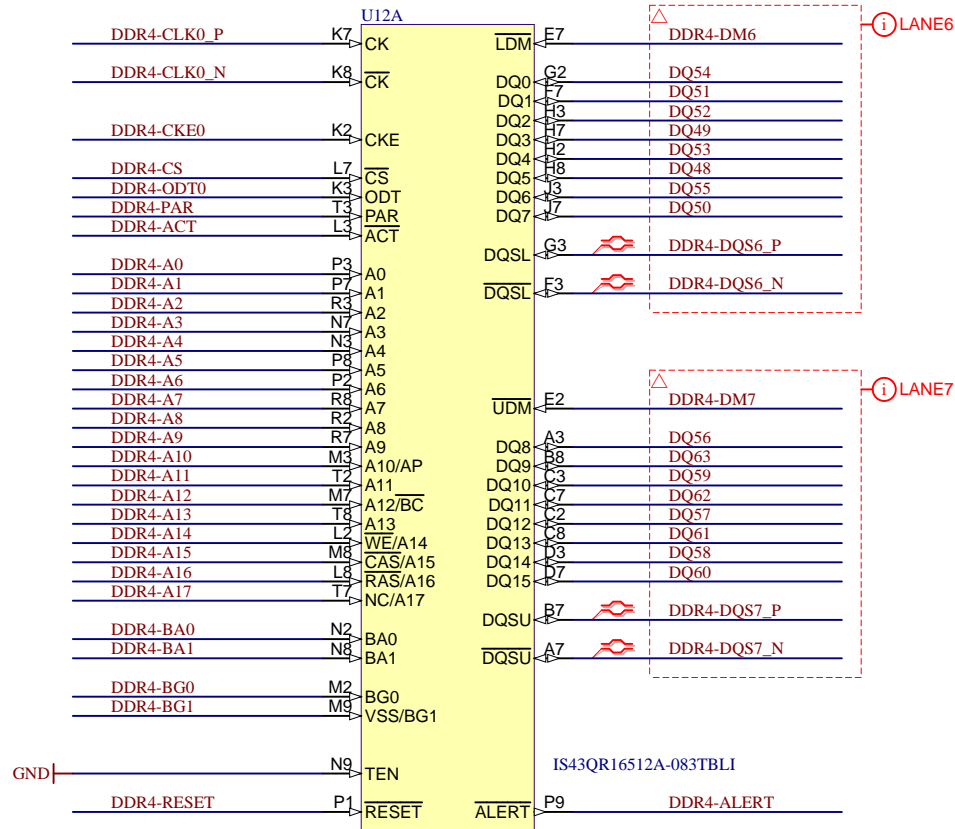 U12A
DDR4-CLK0_P K7 CK LDM E7 DDR4-DM6 i LANE6
DDR4-CLK0_N K8 CK DQ0 G2 DQ54
DQ1 F7 DQ51
DQ2 H3 DQ52
DDR4-CKE0 K2 CKE DQ3 H7 DQ49
DQ4 H2 DQ53
DDR4-CS L7 CS DQ5 H8 DQ48
DDR4-ODT0 K3 ODT DQ6 J3 DQ55
DDR4-PAR T3 PAR DQ7 J7 DQ50
DDR4-ACT L3 ACT
DQSL G3 DDR4-DQS6_P
DDR4-A0 P3 A0
DDR4-A1 P7 A1 DQSL F3 DDR4-DQS6_N
DDR4-A2 R3 A2
DDR4-A3 N7 A3
DDR4-A4 N3 A4
DDR4-A5 P8 A5
DDR4-A6 P2 A6 i LANE7
DDR4-A7 R8 A7 UDM E2 DDR4-DM7
DDR4-A8 R2 A8
DDR4-A9 R7 A9 DQ8 A3 DQ56
DDR4-A10 M3 A10/AP DQ9 B8 DQ63
DDR4-A11 T2 A11 DQ10 C3 DQ59
DDR4-A12 M7 A12/BC DQ11 C7 DQ62
DDR4-A13 T8 A13 DQ12 C2 DQ57
DDR4-A14 L2 WE/A14 DQ13 C8 DQ61
DDR4-A15 M8 CAS/A15 DQ14 D3 DQ58
DDR4-A16 L8 RAS/A16 DQ15 D7 DQ60
DDR4-A17 T7 NC/A17
DQSU B7 DDR4-DQS7_P
DDR4-BA0 N2 BA0
DDR4-BA1 N8 BA1 DQSU A7 DDR4-DQS7_N
DDR4-BG0 M2 BG0
DDR4-BG1 M9 VSS/BG1
GND N9 TEN IS43QR16512A-083TBLI
DDR4-RESET P1 RESET ALERT P9 DDR4-ALERT